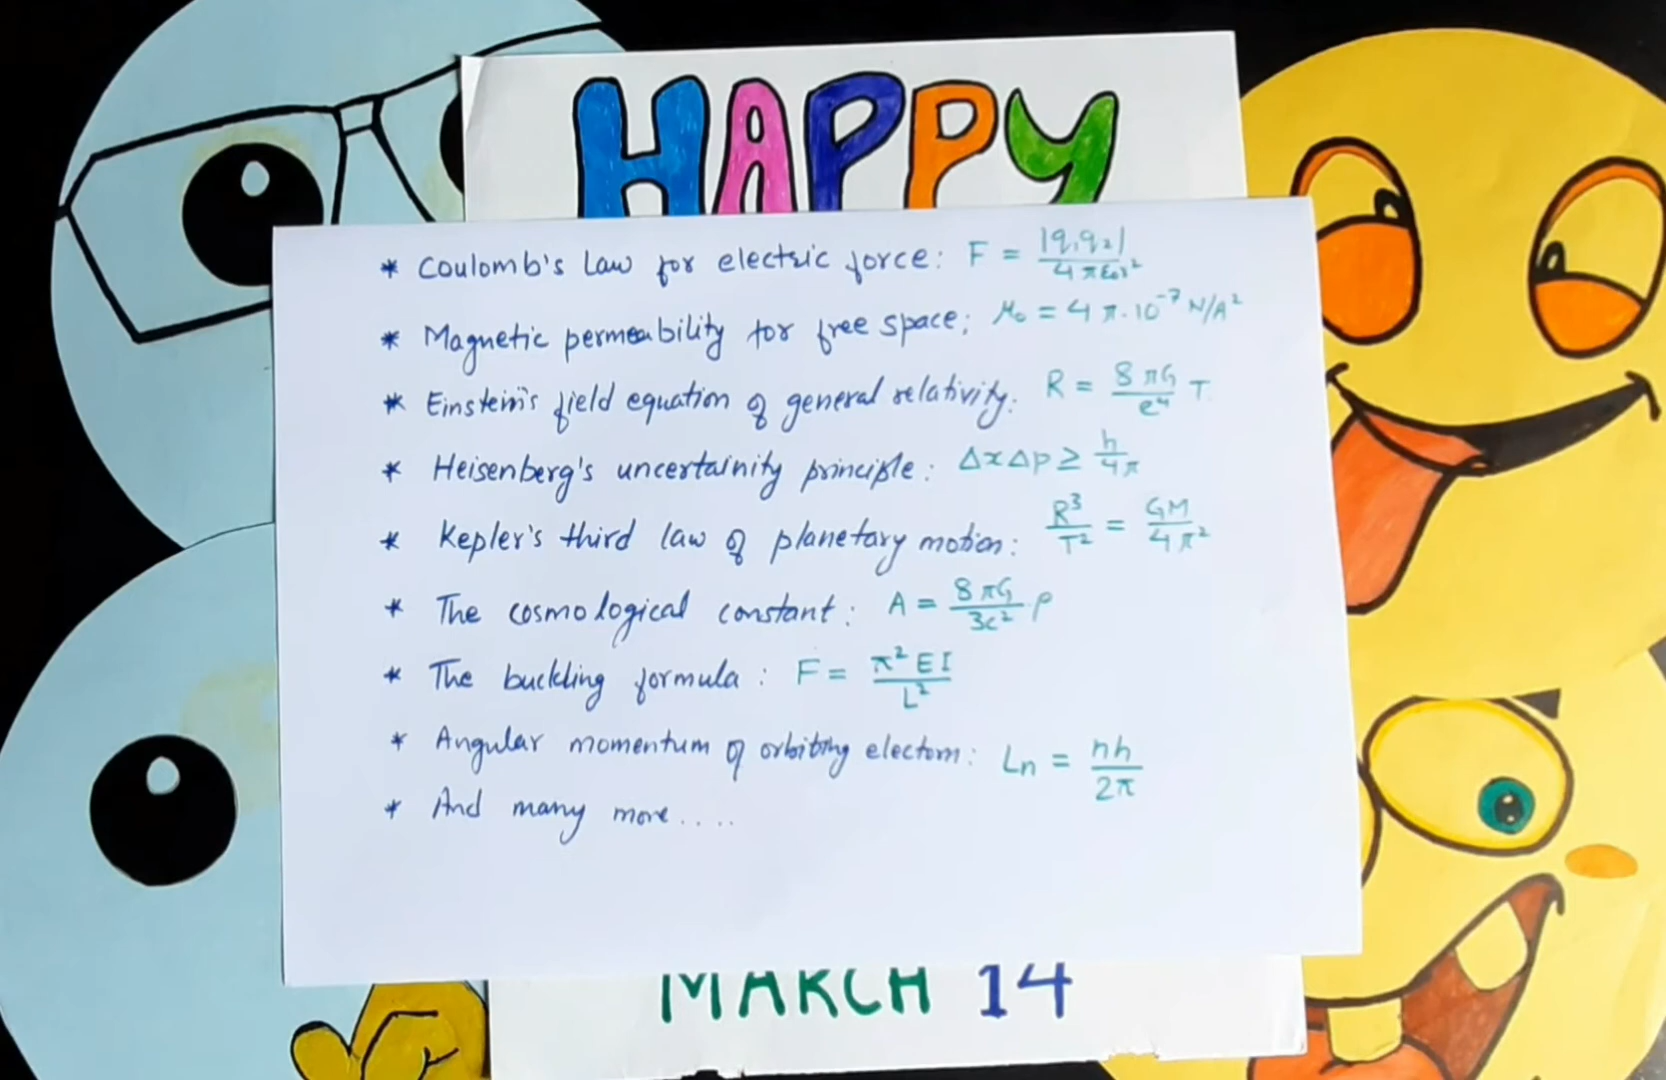 HAPPY
* Coulomb's Law for electric force: F = |q₁q₂| / 4πε₀r²
* Magnetic permeability for free space: μ₀ = 4π·10⁻⁷ N/A²
* Einstein's field equation of general relativity: R = 8πG / e⁴ T
* Heisenberg's uncertainity principle: ΔxΔp ≥ h / 4π
* Kepler's third law of planetary motion: R³ / T² = GM / 4π²
* The cosmological constant: A = 8πG / 3c² ρ
* The buckling formula: F = π²EI / L²
* Angular momentum of orbiting electorn: Ln = nh / 2π
* And many more.....
MARCH 14